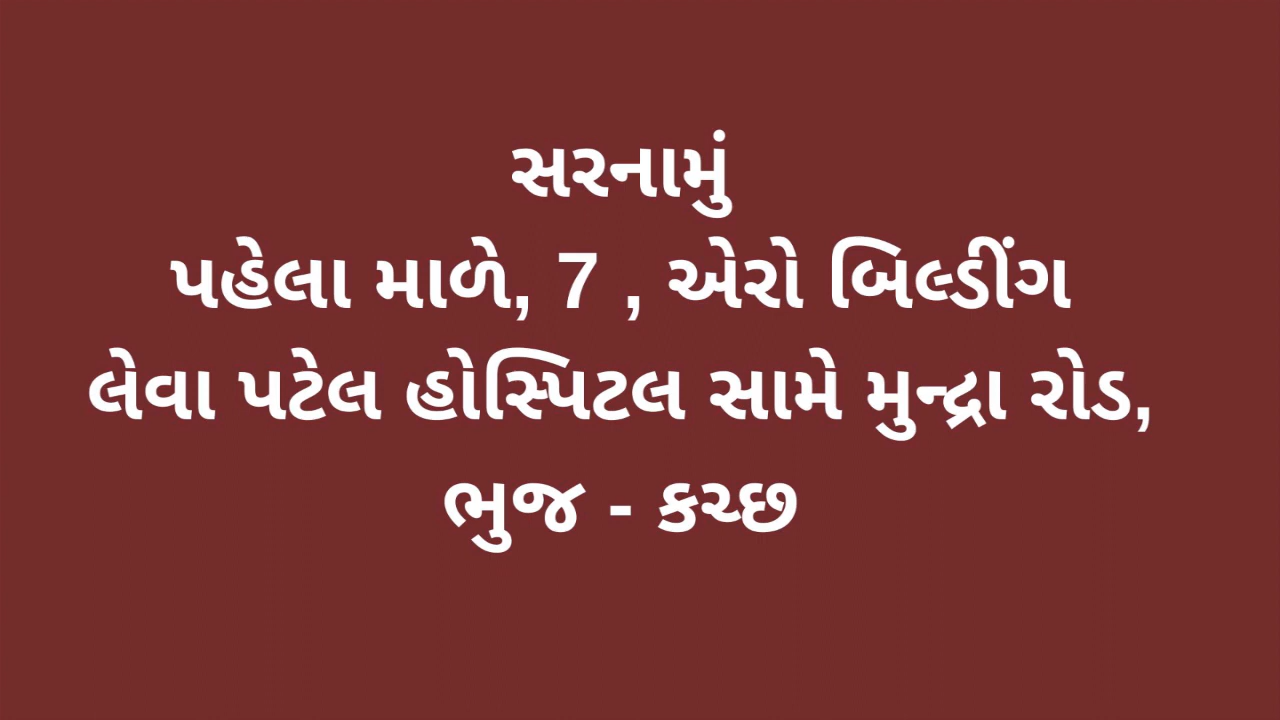 સરનામું
પહેલા માળે, 7 , એરો બિલ્ડીંગ
લેવા પટેલ હોસ્પિટલ સામે મુન્દ્રા રોડ,
ભુજ - કચ્છ